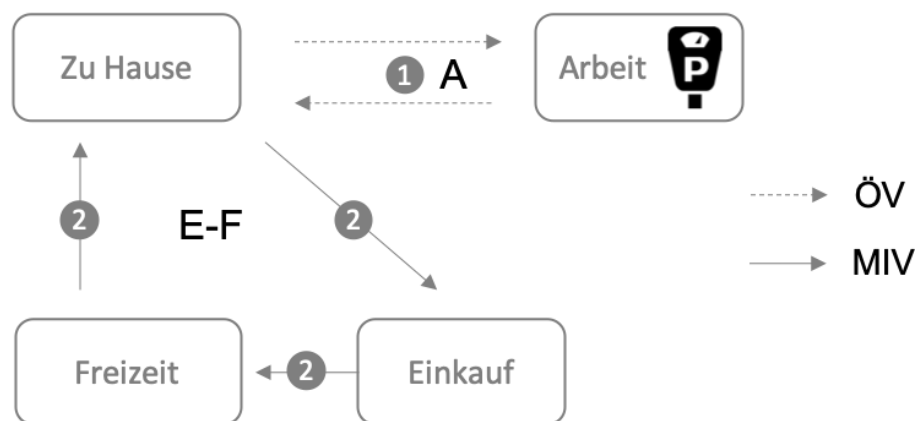 Zu Hause
1 A
Arbeit P
2
E-F
2
ÖV
MIV
Freizeit
2
Einkauf